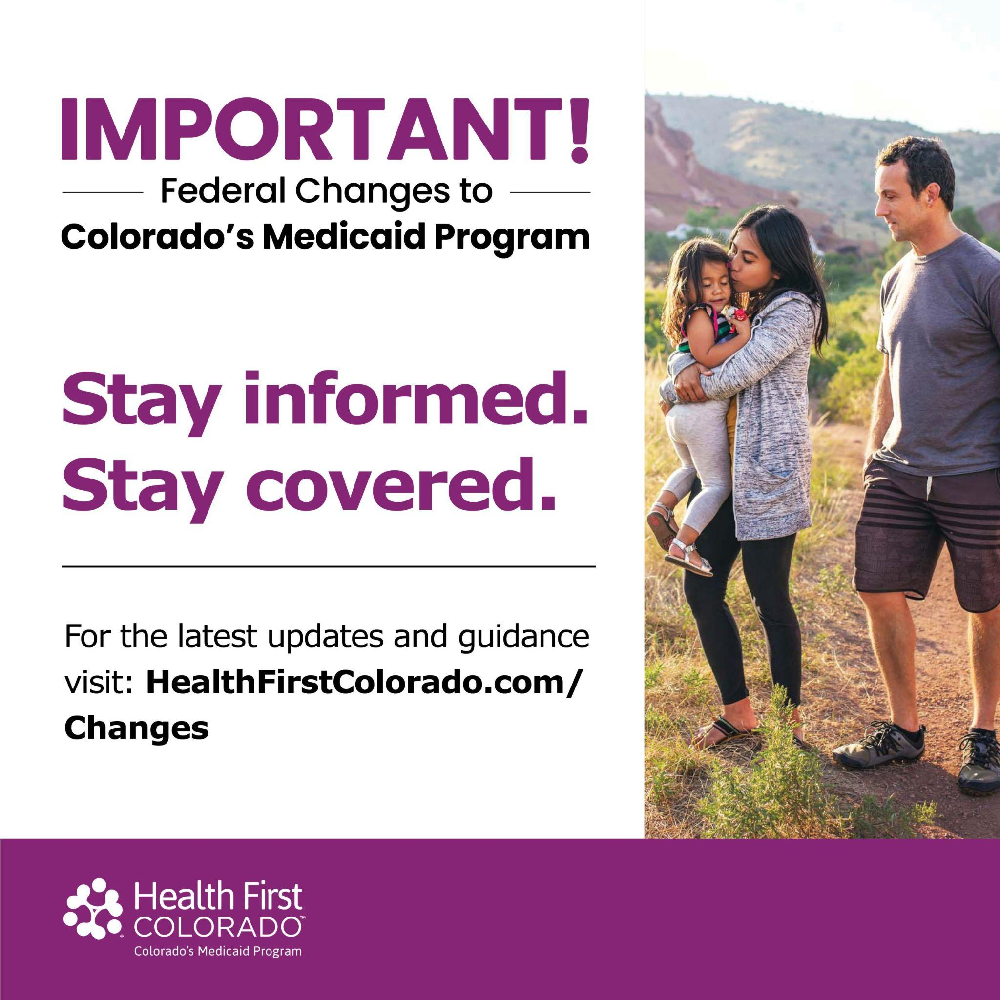 IMPORTANT!
Federal Changes to
Colorado's Medicaid Program
Stay informed.
Stay covered.
For the latest updates and guidance
visit: HealthFirstColorado.com/
Changes
Health First
COLORADO™
Colorado's Medicaid Program